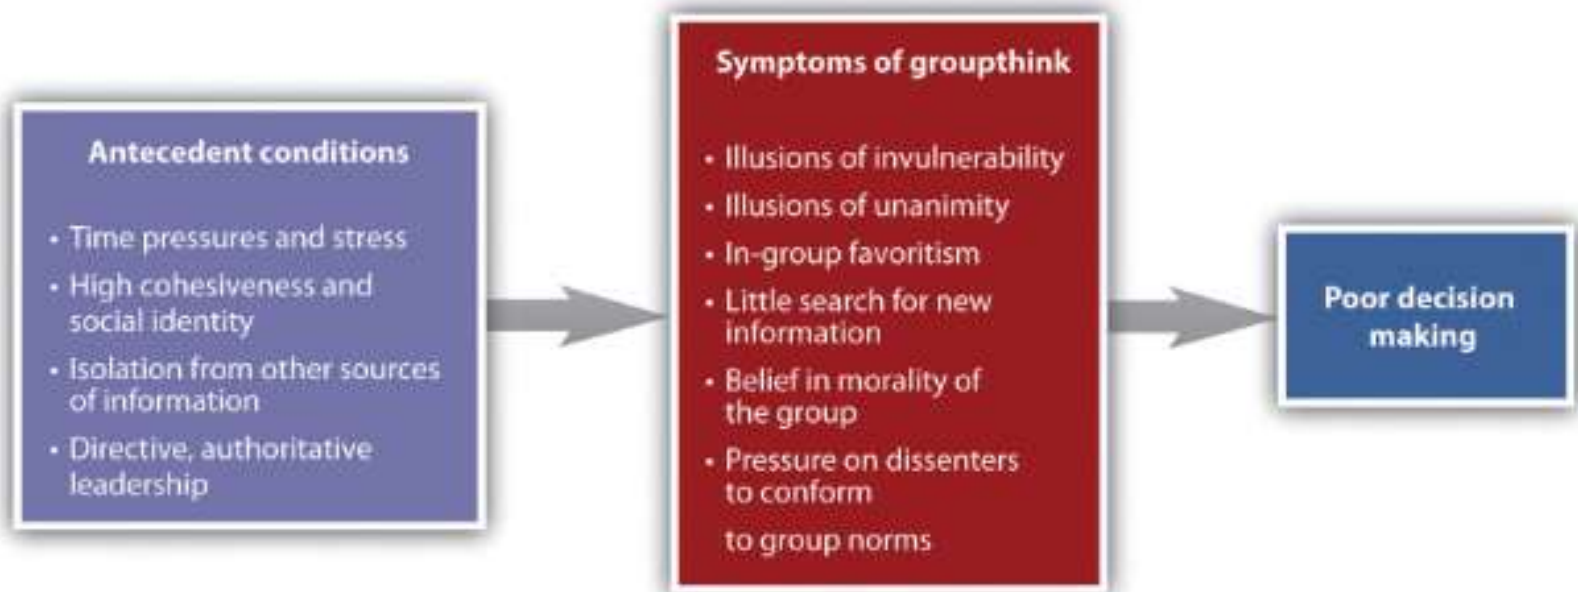 Antecedent conditions
• Time pressures and stress
• High cohesiveness and
social identity
• Isolation from other sources
of information
• Directive, authoritative
leadership
Symptoms of groupthink
• Illusions of invulnerability
• Illusions of unanimity
• In-group favoritism
• Little search for new
information
• Belief in morality of
the group
• Pressure on dissenters
to conform
to group norms
Poor decision
making